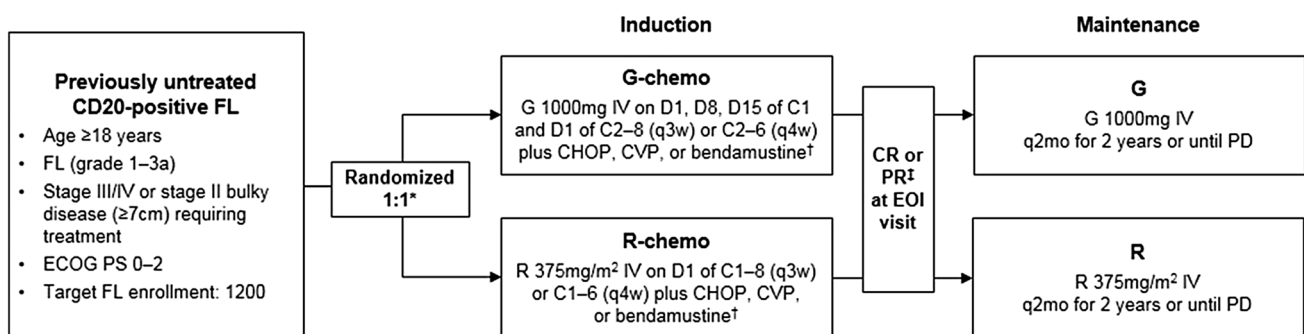 Induction
Maintenance
Previously untreated
CD20-positive FL
• Age ≥18 years
• FL (grade 1–3a)
• Stage III/IV or stage II bulky
disease (≥7cm) requiring
treatment
• ECOG PS 0–2
• Target FL enrollment: 1200
Randomized
1:1*
G-chemo
G 1000mg IV on D1, D8, D15 of C1
and D1 of C2–8 (q3w) or C2–6 (q4w)
plus CHOP, CVP, or bendamustine†
R-chemo
R 375mg/m² IV on D1 of C1–8 (q3w)
or C1–6 (q4w) plus CHOP, CVP,
or bendamustine†
CR or
PR‡
at EOI
visit
G
G 1000mg IV
q2mo for 2 years or until PD
R
R 375mg/m² IV
q2mo for 2 years or until PD